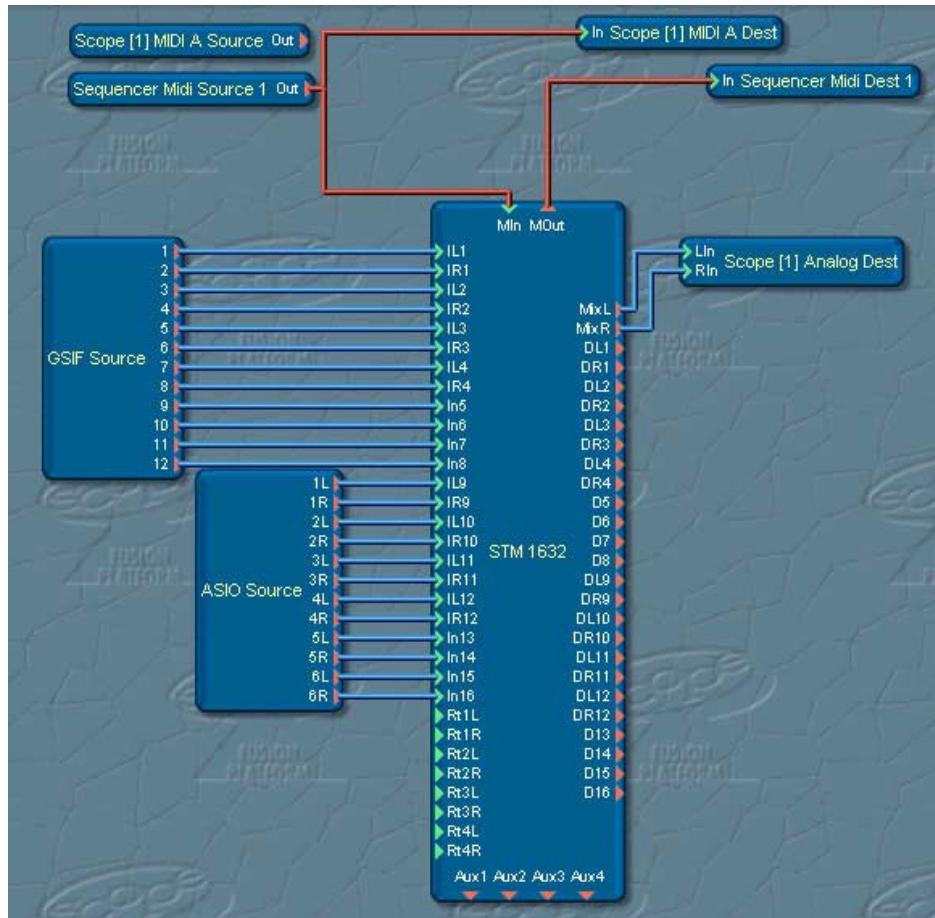 Scope [1] MIDI A Source Out
In Scope [1] MIDI A Dest
Sequencer Midi Source 1 Out
In Sequencer Midi Dest 1
MIn MOut
GSIF Source
1
2
3
4
5
6
7
8
9
10
11
12
ASIO Source
1L
1R
2L
2R
3L
3R
4L
4R
5L
5R
6L
6R
STM 1632
IL1
IR1
IL2
IR2
IL3
IR3
IL4
IR4
In5
In6
In7
In8
IL9
IR9
IL10
IR10
IL11
IR11
IL12
IR12
In13
In14
In15
In16
Rt1L
Rt1R
Rt2L
Rt2R
Rt3L
Rt3R
Rt4L
Rt4R
MixL
MixR
DL1
DR1
DL2
DR2
DL3
DR3
DL4
DR4
D5
D6
D7
D8
DL9
DR9
DL10
DR10
DL11
DR11
DL12
DR12
D13
D14
D15
D16
Aux1 Aux2 Aux3 Aux4
LIn
RIn
Scope [1] Analog Dest
FUSION
PLATFORM